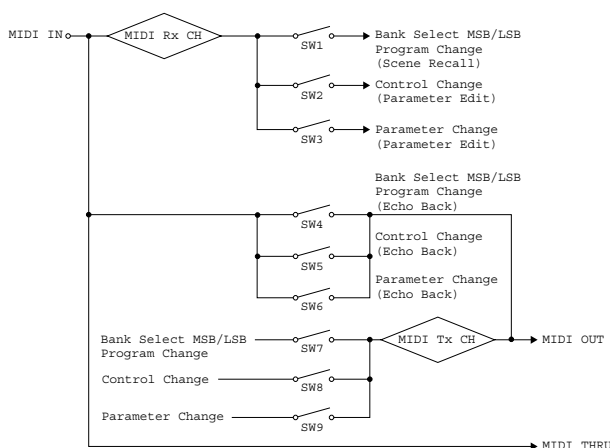 MIDI IN
MIDI Rx CH
SW1
Bank Select MSB/LSB
Program Change
(Scene Recall)
SW2
Control Change
(Parameter Edit)
SW3
Parameter Change
(Parameter Edit)
Bank Select MSB/LSB
Program Change
(Echo Back)
SW4
Control Change
(Echo Back)
SW5
Parameter Change
(Echo Back)
SW6
Bank Select MSB/LSB
Program Change
SW7
MIDI Tx CH
MIDI OUT
Control Change
SW8
Parameter Change
SW9
MIDI THRU